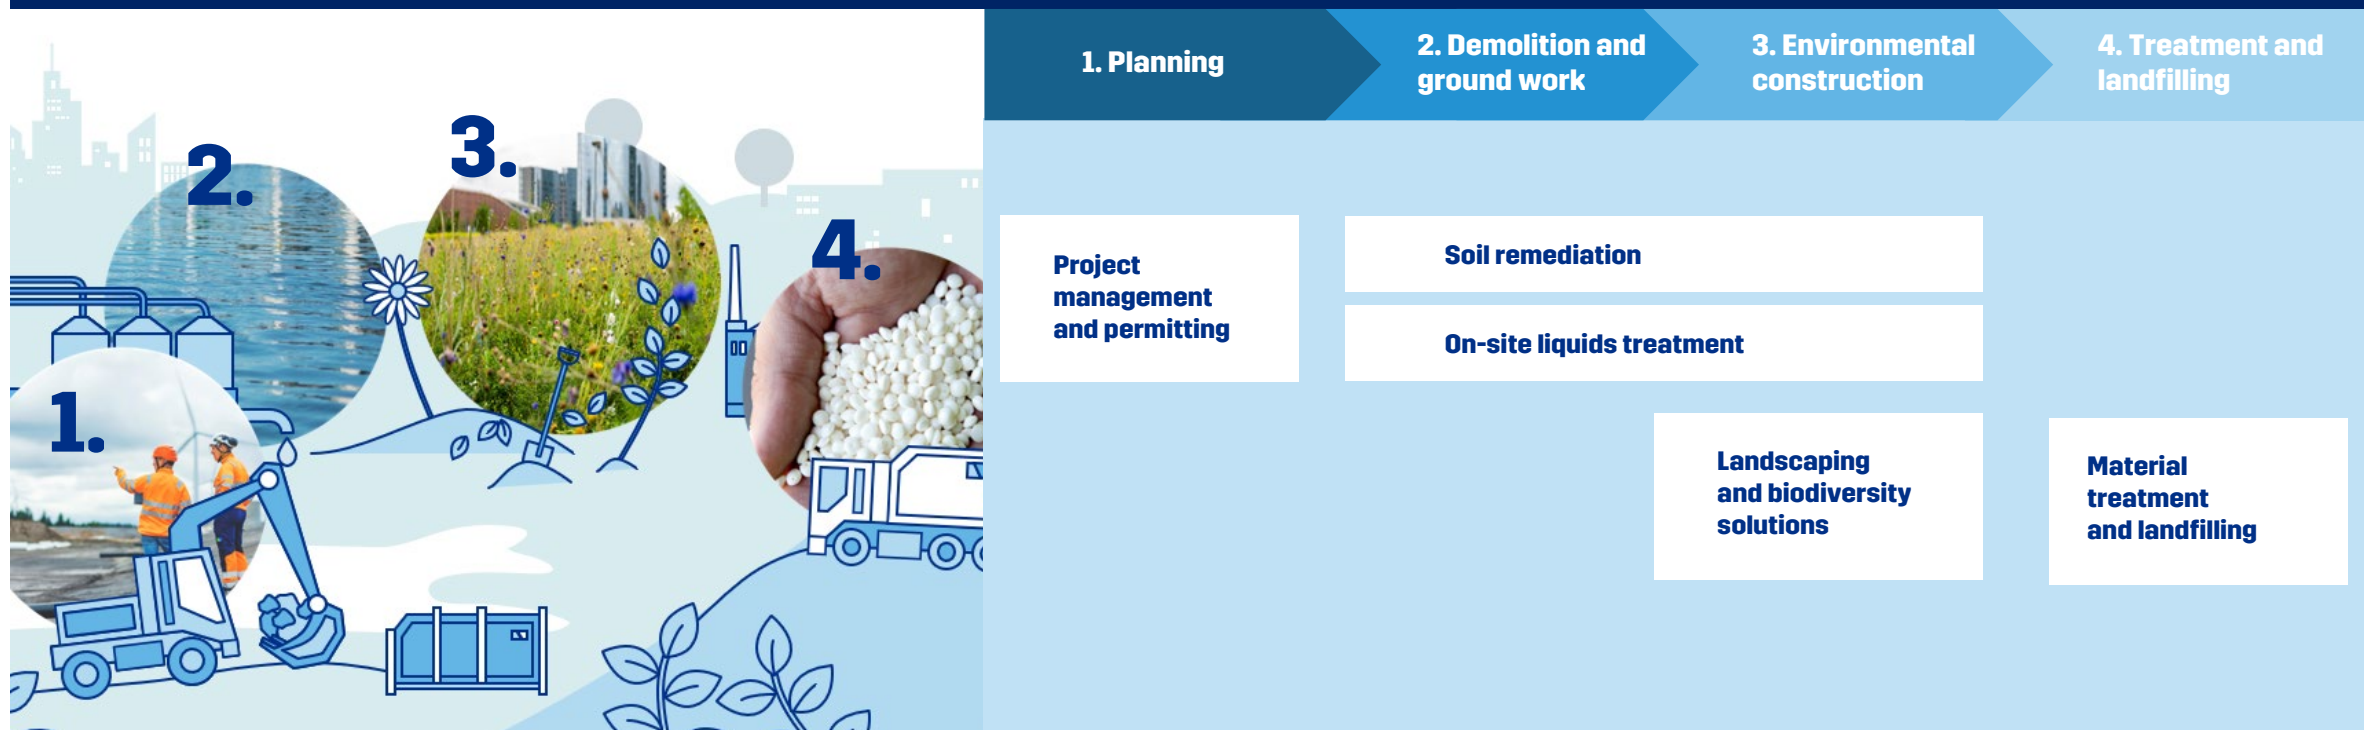 1.
2.
3.
4.
1. Planning
2. Demolition and
ground work
3. Environmental
construction
4. Treatment and
landfilling
Project
management
and permitting
Soil remediation
On-site liquids treatment
Landscaping
and biodiversity
solutions
Material
treatment
and landfilling